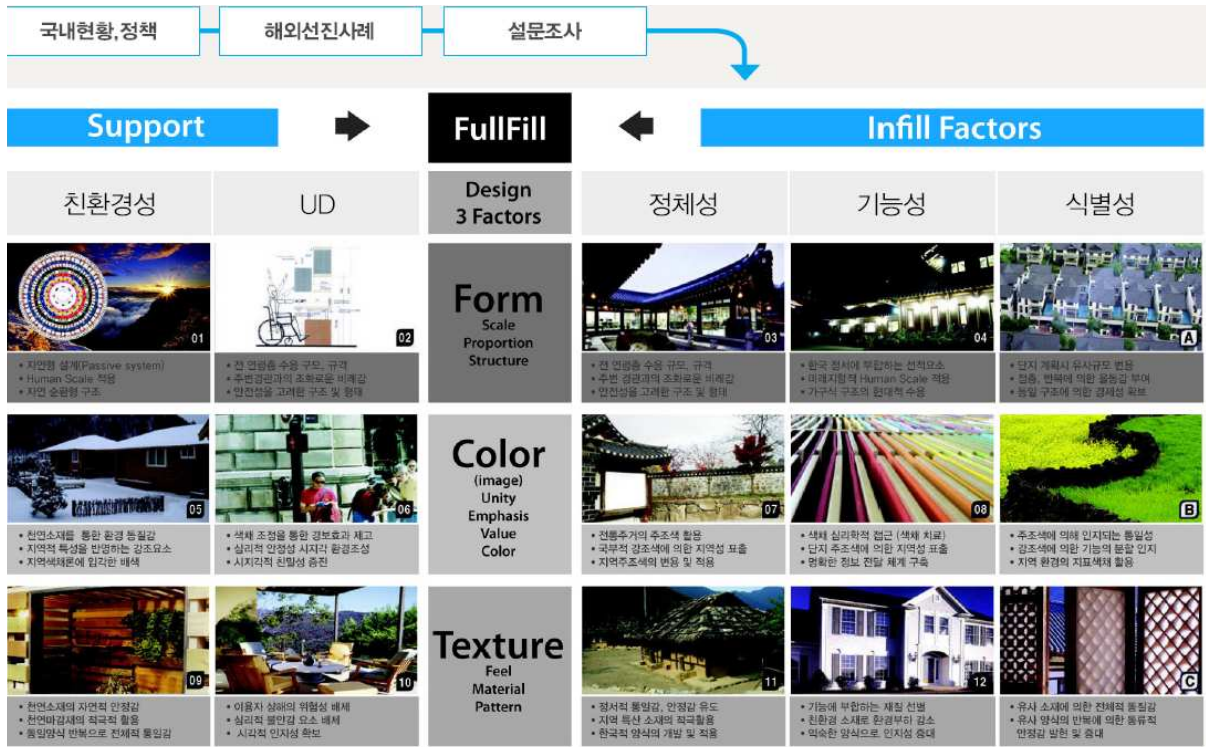 국내현황,정책
해외선진사례
설문조사
Support
FullFill
Infill Factors
친환경성
UD
Design
3 Factors
정체성
기능성
식별성
01
02
Form
Scale
Proportion
Structure
03
04
A
• 자연형 설계(Passive system)
• Human Scale 적용
• 자연 순환형 구조
• 전 연령층 수용 규모, 규격
• 주변경관과의 조화로운 비례감
• 안전성을 고려한 구조 및 형태
• 전 연령층 수용 규모, 규격
• 주변 경관과의 조화로운 비례감
• 안전성을 고려한 구조 및 형태
• 한국 정서에 부합하는 선적요소
• 미래지향적 Human Scale 적용
• 가구식 구조의 현대적 수용
• 단지 계획시 유사규모 변용
• 점층, 반복에 의한 율동감 부여
• 동일 구조에 의한 경제성 확보
05
06
Color
(image)
Unity
Emphasis
Value
Color
07
08
B
• 천연소재를 통한 환경 동질감
• 지역적 특성을 반영하는 강조요소
• 지역색채론에 입각한 배색
• 색채 조정을 통한 경보효과 제고
• 심리적 안정성 시지각 환경조성
• 시지각적 친밀성 증진
• 전통주거의 주조색 활용
• 국부적 강조색에 의한 지역성 표출
• 지역주조색의 변용 및 적용
• 색채 심리학적 접근 (색채 치료)
• 단지 주조색에 의한 지역성 표출
• 명확한 정보 전달 체계 구축
• 주조색에 의해 인지되는 통일성
• 강조색에 의한 기능의 분할 인지
• 지역 환경의 지표색채 활용
09
10
Texture
Feel
Material
Pattern
11
12
C
• 천연소재의 자연적 안정감
• 천연마감재의 적극적 활용
• 동일양식 반복으로 전체적 통일감
• 이용자 상해의 위험성 배제
• 심리적 불안감 요소 배제
• 시각적 인지성 확보
• 정서적 통일감, 안정감 유도
• 지역 특산 소재의 적극활용
• 한국적 양식의 개발 및 적용
• 기능에 부합하는 재질 선별
• 친환경 소재로 환경부하 감소
• 익숙한 양식으로 인지성 증대
• 유사 소재에 의한 전체적 동질감
• 유사 양식의 반복에 의한 동류적
안정감 발현 및 증대